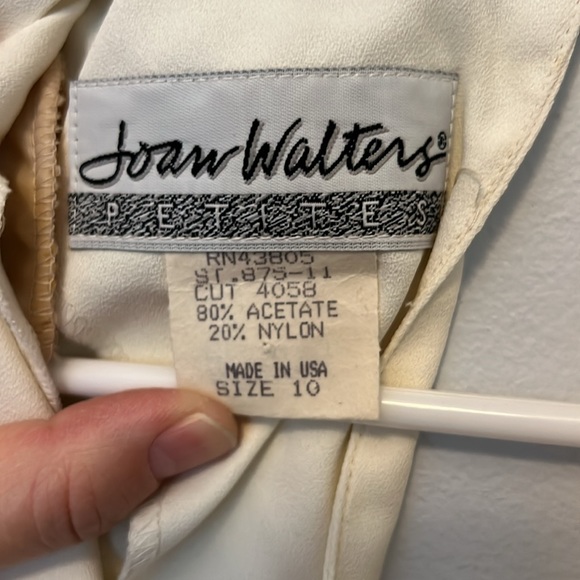 Joan Walters®
PETITES
RN43805
ST.875-11
CUT 4058
80% ACETATE
20% NYLON
MADE IN USA
SIZE 10